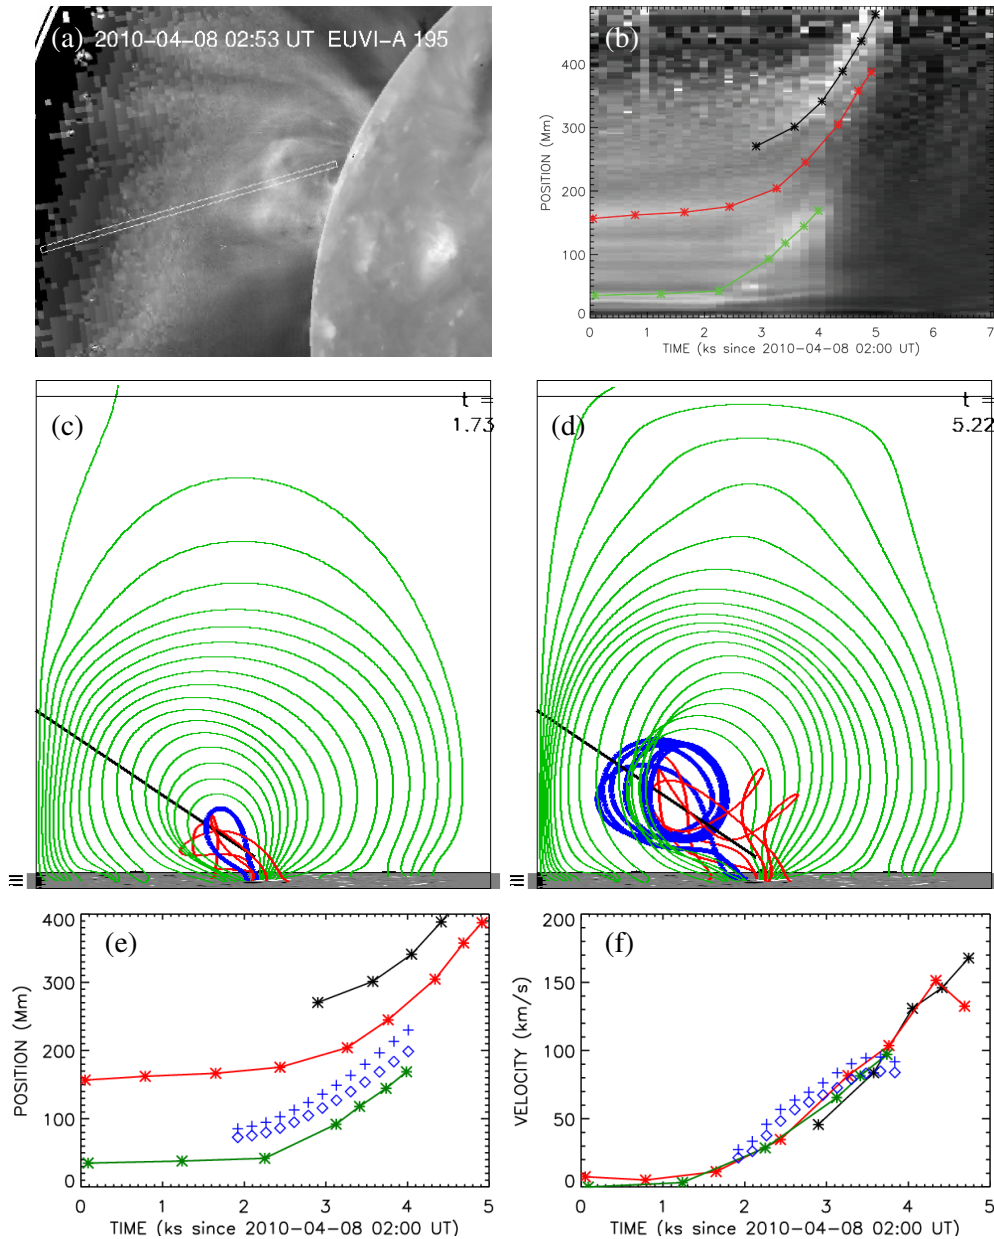 (a) 2010-04-08 02:53 UT EUVI-A 195
(b)
POSITION (Mm)
400
300
200
100
0
0 1 2 3 4 5 6 7
TIME (ks since 2010-04-08 02:00 UT)
(c)
t =
1.73
(d)
t =
5.22
(e)
POSITION (Mm)
400
300
200
100
0
0 1 2 3 4 5
TIME (ks since 2010-04-08 02:00 UT)
(f)
VELOCITY (km/s)
200
150
100
50
0
0 1 2 3 4 5
TIME (ks since 2010-04-08 02:00 UT)